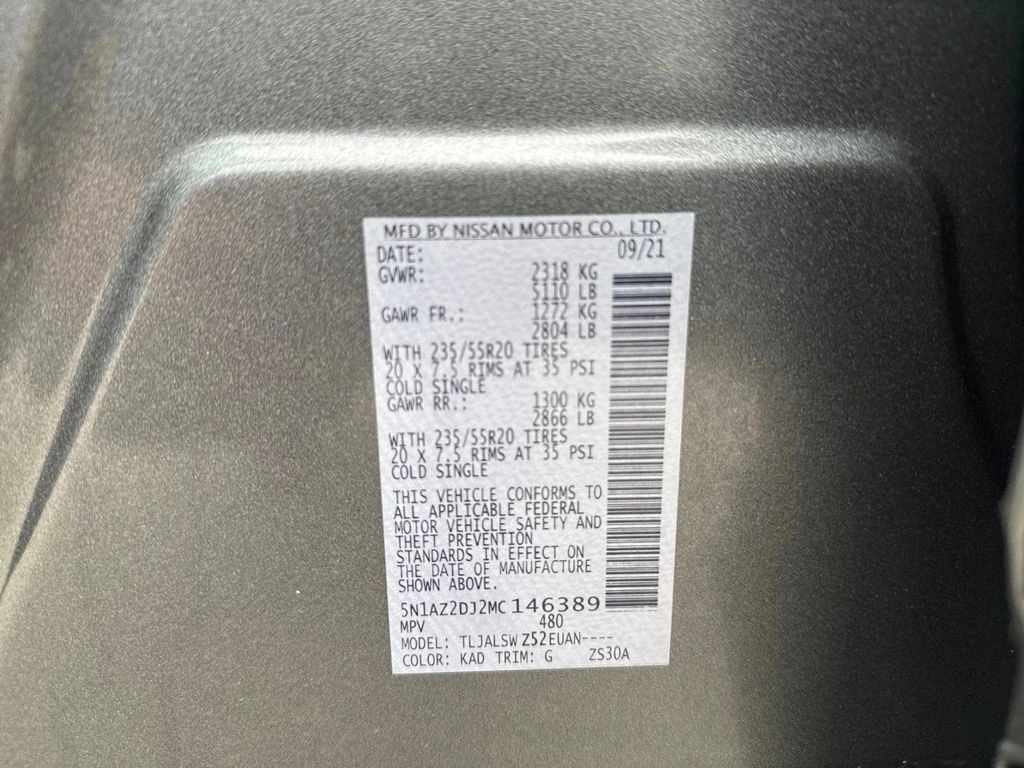 MFD BY NISSAN MOTOR CO., LTD.
DATE: 09/21
GVWR: 2318 KG
5110 LB
GAWR FR.: 1272 KG
2804 LB
WITH 235/55R20 TIRES
20 X 7.5 RIMS AT 35 PSI
COLD SINGLE
GAWR RR.: 1300 KG
2866 LB
WITH 235/55R20 TIRES
20 X 7.5 RIMS AT 35 PSI
COLD SINGLE
THIS VEHICLE CONFORMS TO
ALL APPLICABLE FEDERAL
MOTOR VEHICLE SAFETY AND
THEFT PREVENTION
STANDARDS IN EFFECT ON
THE DATE OF MANUFACTURE
SHOWN ABOVE.
5N1AZ2DJ2MC146389
MPV 480
MODEL: TLJALSWZ52EUAN----
COLOR: KAD TRIM: G ZS30A